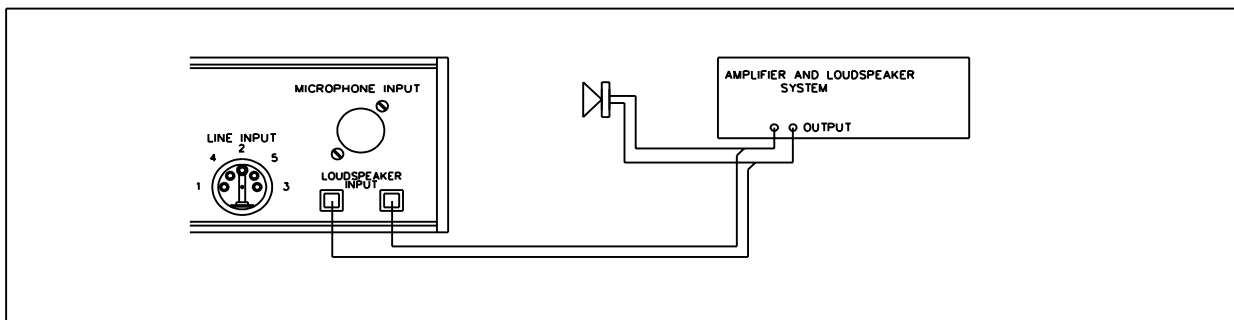 MICROPHONE INPUT
LINE INPUT
2
4 5
1 3
LOUDSPEAKER
INPUT
AMPLIFIER AND LOUDSPEAKER
SYSTEM
OUTPUT